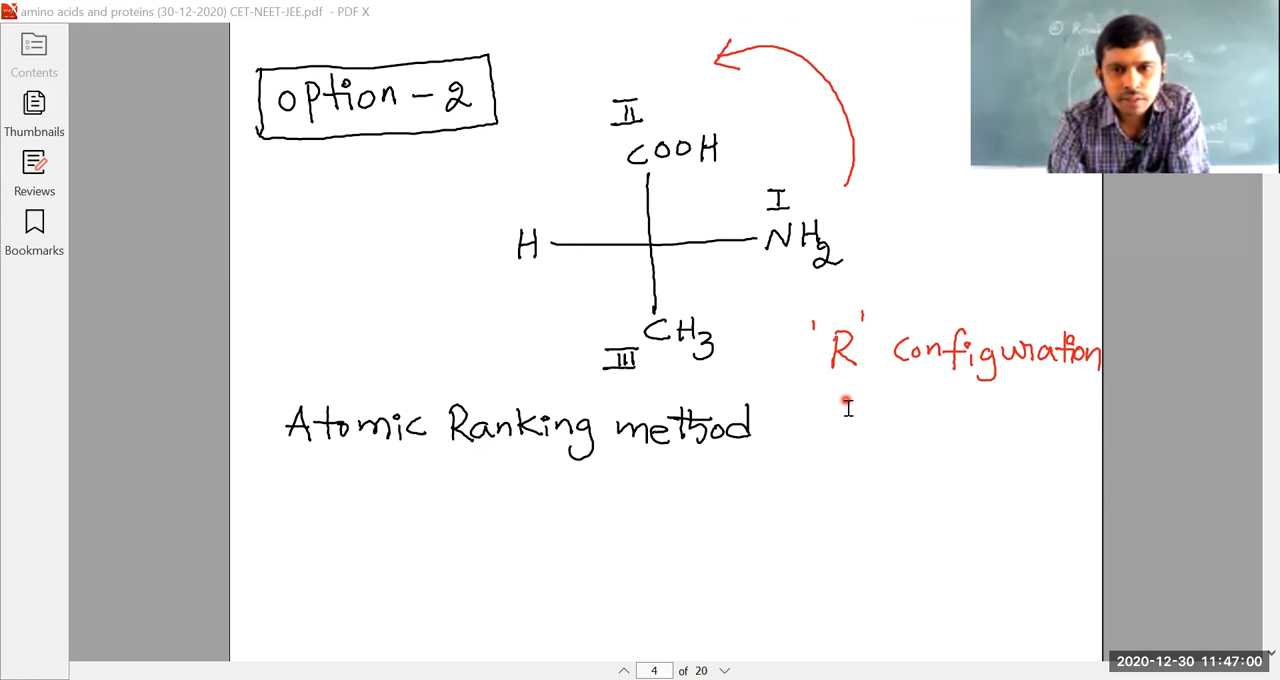 amino acids and proteins (30-12-2020) CET-NEET-JEE.pdf - PDF X
Contents
Thumbnails
Reviews
Bookmarks
option - 2
II
COOH
I
H
NH2
CH3
III
'R' configuration
Atomic Ranking method
4 of 20
2020-12-30 11:47:00